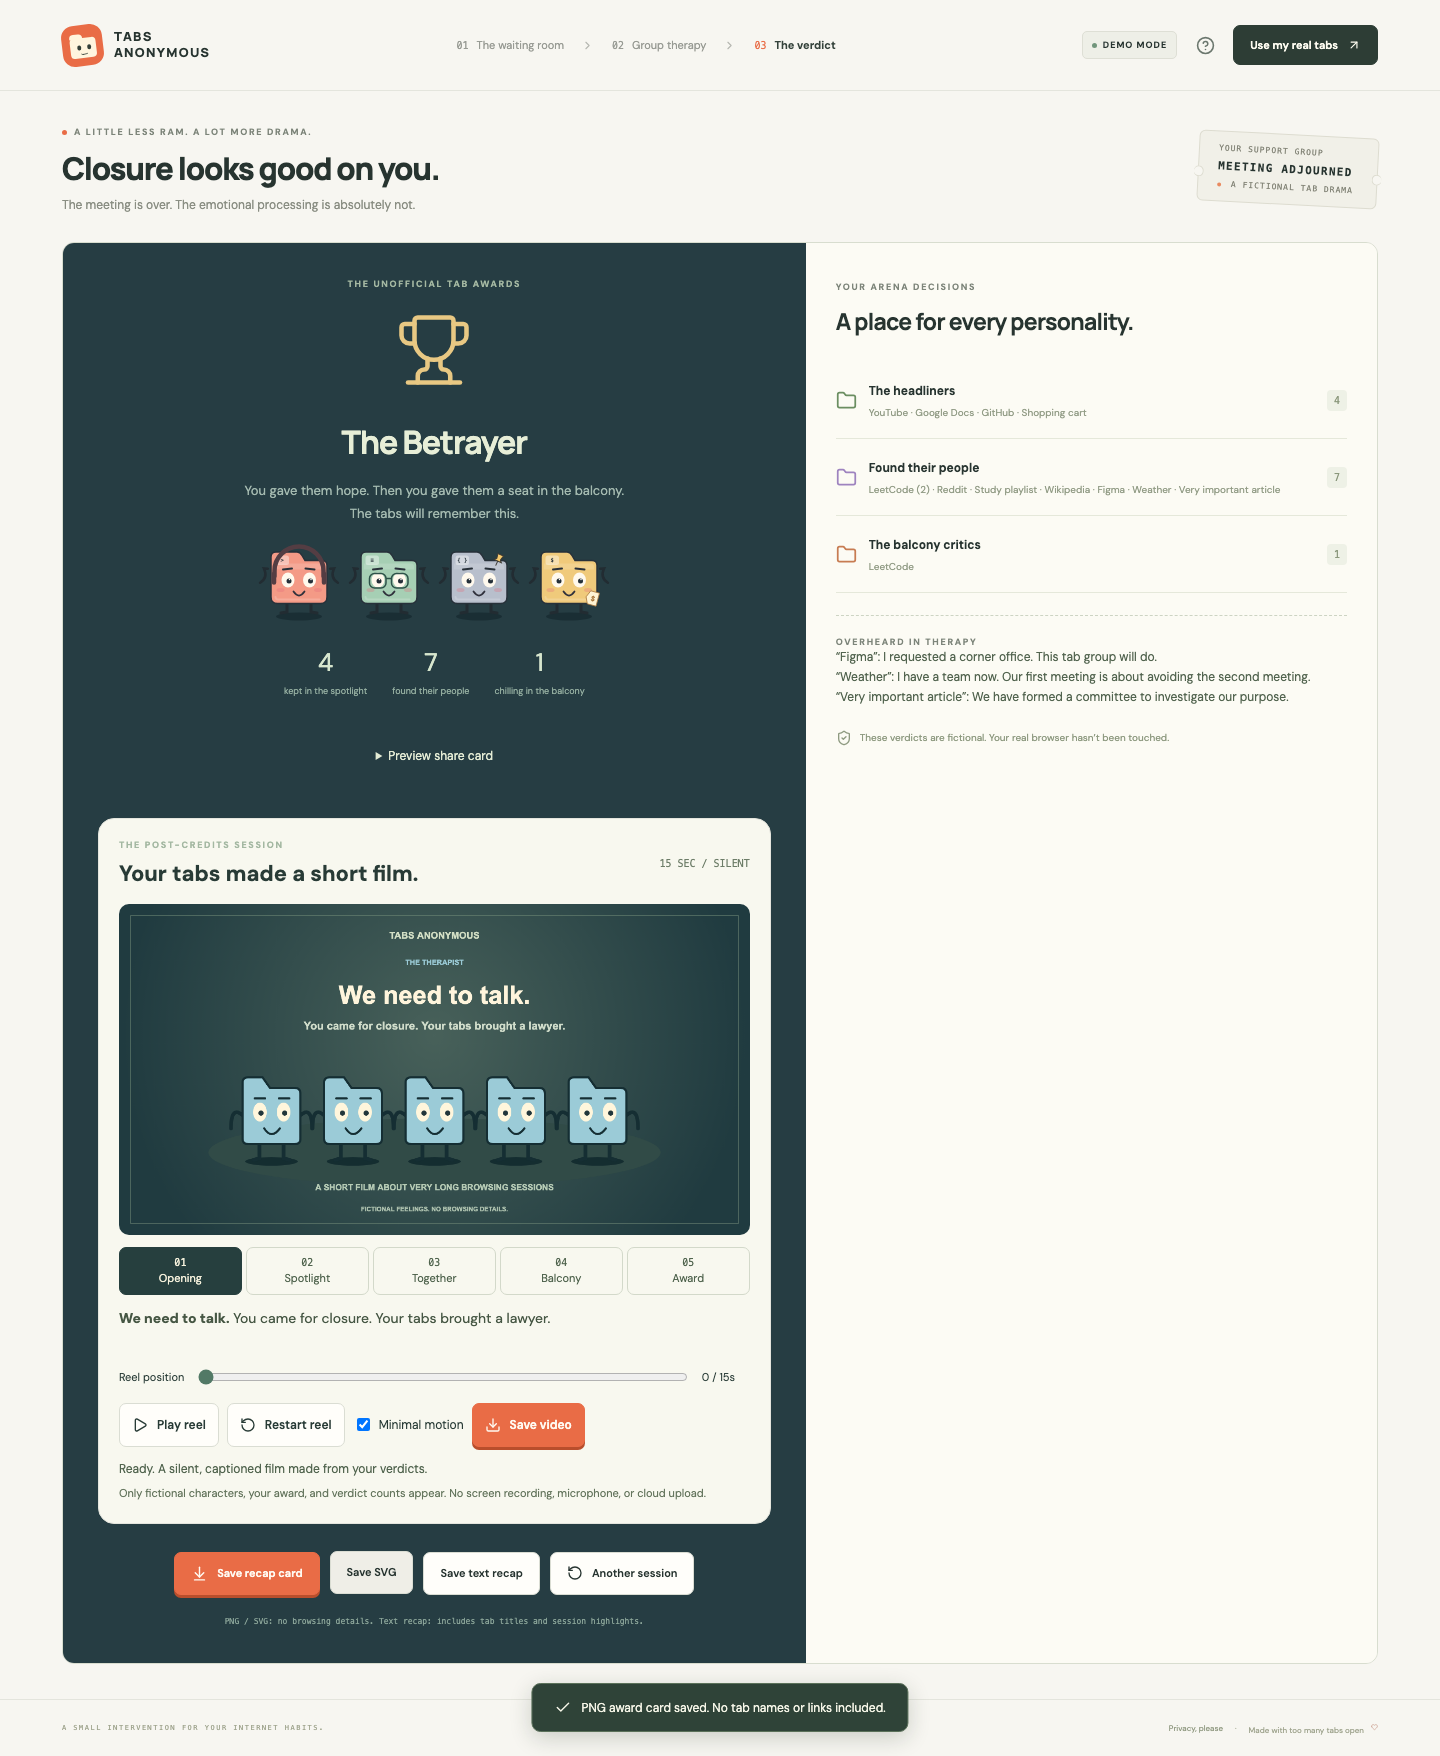 TABS
ANONYMOUS
01 The waiting room
02 Group therapy
03 The verdict
DEMO MODE
Use my real tabs
A LITTLE LESS RAM. A LOT MORE DRAMA.
Closure looks good on you.
The meeting is over. The emotional processing is absolutely not.
YOUR SUPPORT GROUP
MEETING ADJOURNED
A FICTIONAL TAB DRAMA
THE UNOFFICIAL TAB AWARDS
The Betrayer
You gave them hope. Then you gave them a seat in the balcony.
The tabs will remember this.
4
7
1
kept in the spotlight
found their people
chilling in the balcony
Preview share card
THE POST-CREDITS SESSION
Your tabs made a short film.
15 SEC / SILENT
TABS ANONYMOUS
THE THERAPIST
We need to talk.
You came for closure. Your tabs brought a lawyer.
A SHORT FILM ABOUT VERY LONG BROWSING SESSIONS
FICTIONAL FEELINGS. NO BROWSING DETAILS.
01
Opening
02
Spotlight
03
Together
04
Balcony
05
Award
We need to talk. You came for closure. Your tabs brought a lawyer.
Reel position
0 / 15s
Play reel
Restart reel
Minimal motion
Save video
Ready. A silent, captioned film made from your verdicts.
Only fictional characters, your award, and verdict counts appear. No screen recording, microphone, or cloud upload.
Save recap card
Save SVG
Save text recap
Another session
PNG / SVG: no browsing details. Text recap: includes tab titles and session highlights.
YOUR ARENA DECISIONS
A place for every personality.
The headliners
YouTube · Google Docs · GitHub · Shopping cart
4
Found their people
LeetCode (2) · Reddit · Study playlist · Wikipedia · Figma · Weather · Very important article
7
The balcony critics
LeetCode
1
OVERHEARD IN THERAPY
“Figma”: I requested a corner office. This tab group will do.
“Weather”: I have a team now. Our first meeting is about avoiding the second meeting.
“Very important article”: We have formed a committee to investigate our purpose.
These verdicts are fictional. Your real browser hasn't been touched.
PNG award card saved. No tab names or links included.
A SMALL INTERVENTION FOR YOUR INTERNET HABITS.
Privacy, please · Made with too many tabs open